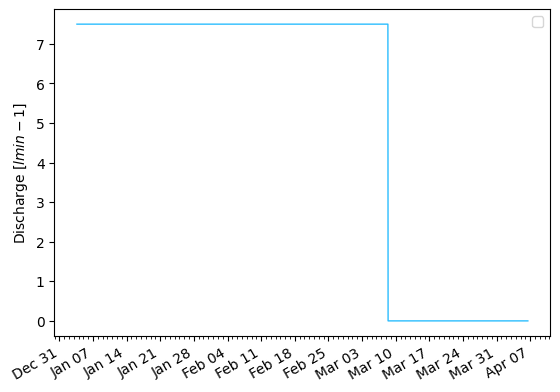 Discharge [lmin − 1]
7
6
5
4
3
2
1
0
Dec 31
Jan 07
Jan 14
Jan 21
Jan 28
Feb 04
Feb 11
Feb 18
Feb 25
Mar 03
Mar 10
Mar 17
Mar 24
Mar 31
Apr 07